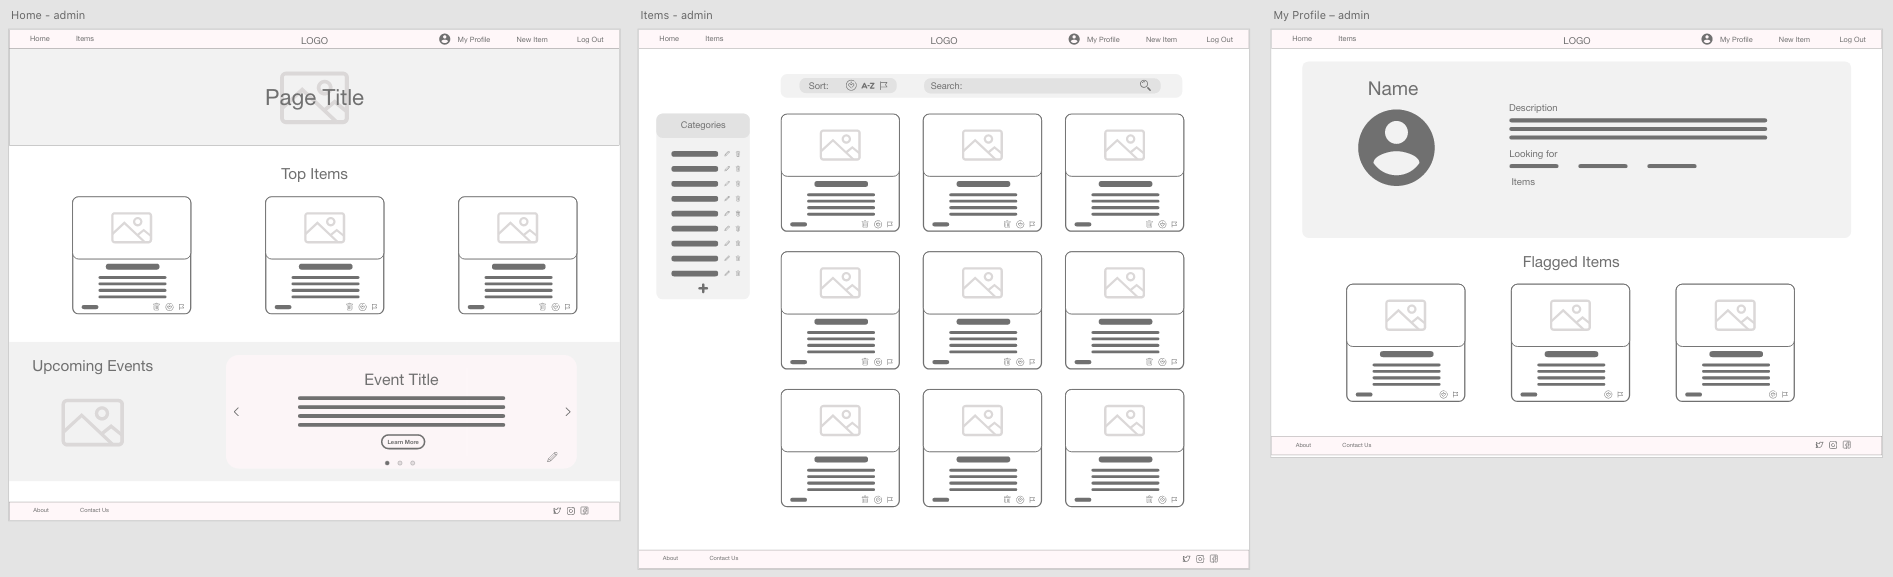 Home - admin
Home Items LOGO My Profile New Item Log Out
Page Title
Top Items
Upcoming Events
Event Title
Learn More
About Contact Us
Items - admin
Home Items LOGO My Profile New Item Log Out
Sort: A-Z Search:
Categories
About Contact Us
My Profile – admin
Home Items LOGO My Profile New Item Log Out
Name
Description
Looking for
Items
Flagged Items
About Contact Us